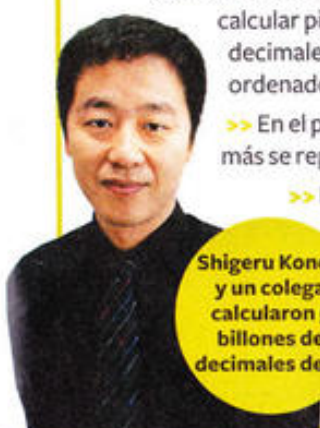 calcular pi
decimale
ordenado
>> En el p
más se rep
>>
Shigeru Kond
y un colega
calcularon
billones de
decimales de